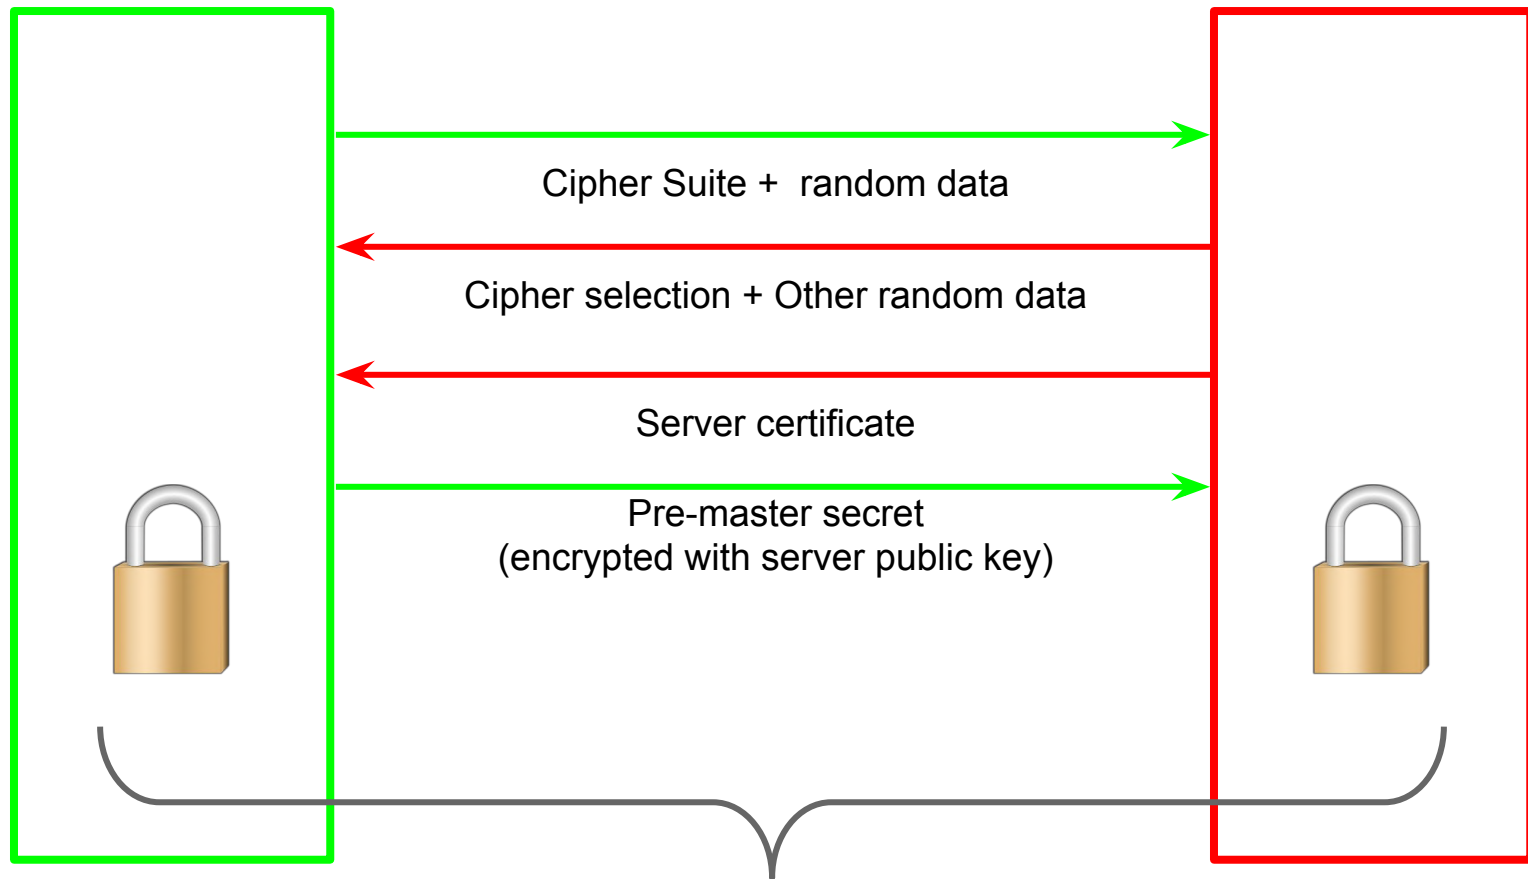 Cipher Suite +  random data
Cipher selection + Other random data
Server certificate
Pre-master secret
(encrypted with server public key)